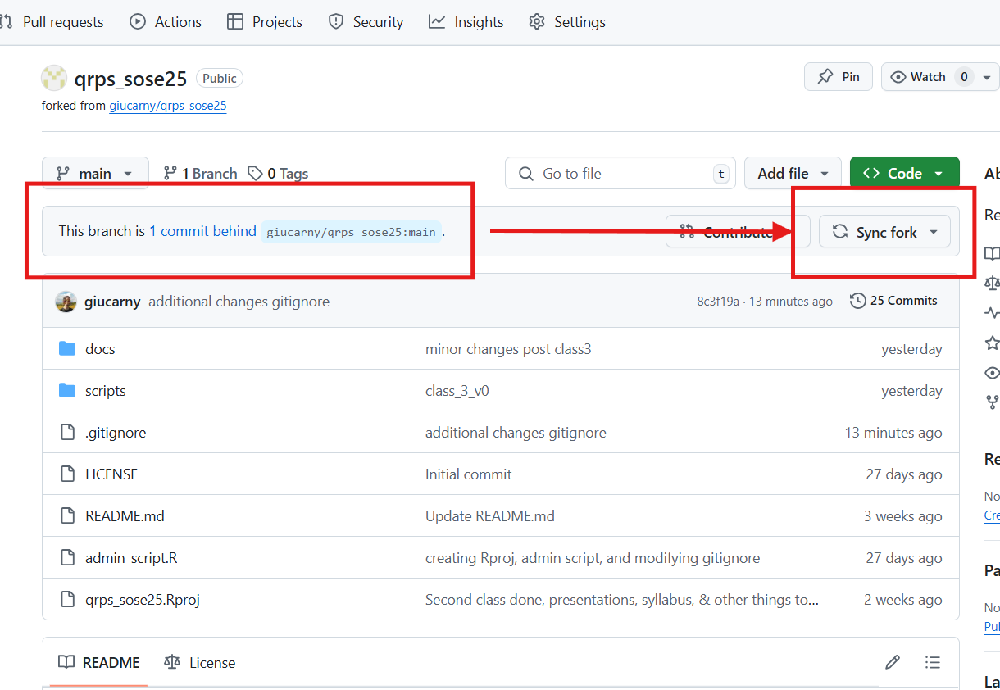 Pull requests Actions Projects Security Insights Settings
qrps_sose25 Public Pin Watch 0
forked from giucarny/qrps_sose25
main 1 Branch 0 Tags Go to file t Add file Code
Ab
This branch is 1 commit behind giucarny/qrps_sose25:main . Contribute Sync fork
Re
giucarny additional changes gitignore 8c3f19a · 13 minutes ago 25 Commits
docs minor changes post class3 yesterday
scripts class_3_v0 yesterday
.gitignore additional changes gitignore 13 minutes ago
LICENSE Initial commit 27 days ago
Re
No
README.md Update README.md 3 weeks ago
Cre
admin_script.R creating Rproj, admin script, and modifying gitignore 27 days ago
Pa
qrps_sose25.Rproj Second class done, presentations, syllabus, & other things to... 2 weeks ago
No
Pul
README License
La